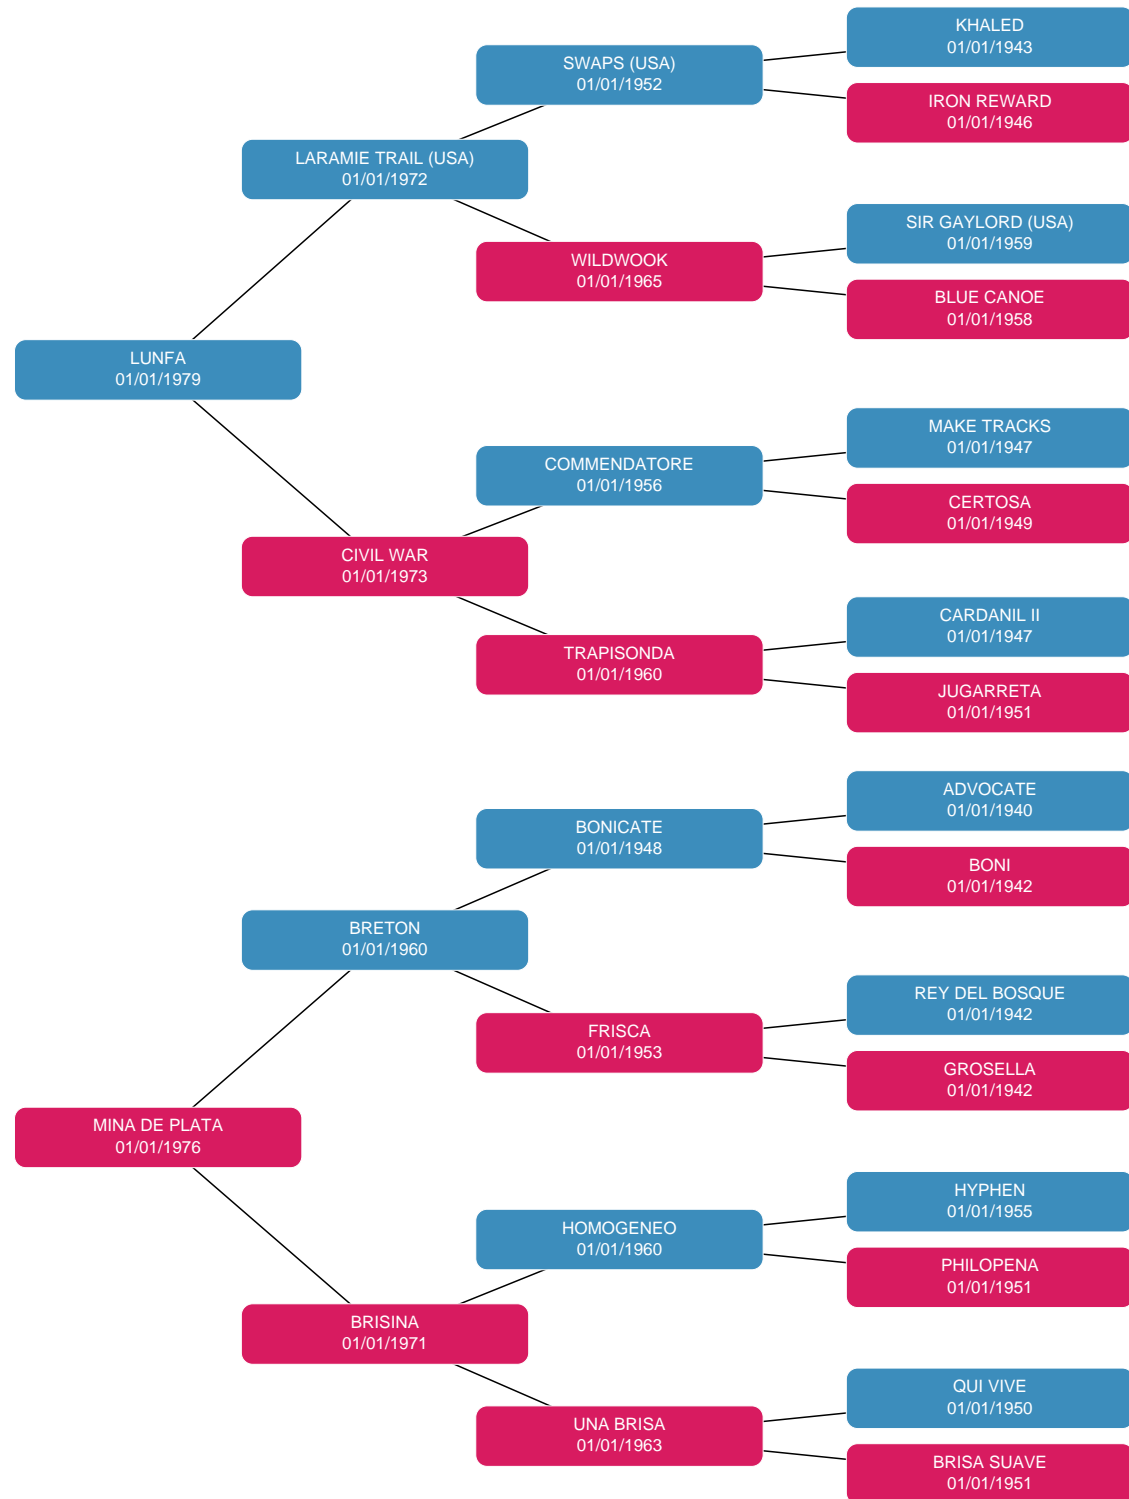 KHALED
01/01/1943
SWAPS (USA)
01/01/1952
IRON REWARD
01/01/1946
LARAMIE TRAIL (USA)
01/01/1972
SIR GAYLORD (USA)
01/01/1959
WILDWOOK
01/01/1965
BLUE CANOE
01/01/1958
LUNFA
01/01/1979
MAKE TRACKS
01/01/1947
COMMENDATORE
01/01/1956
CERTOSA
01/01/1949
CIVIL WAR
01/01/1973
CARDANIL II
01/01/1947
TRAPISONDA
01/01/1960
JUGARRETA
01/01/1951
ADVOCATE
01/01/1940
BONICATE
01/01/1948
BONI
01/01/1942
BRETON
01/01/1960
REY DEL BOSQUE
01/01/1942
FRISCA
01/01/1953
GROSELLA
01/01/1942
MINA DE PLATA
01/01/1976
HYPHEN
01/01/1955
HOMOGENEO
01/01/1960
PHILOPENA
01/01/1951
BRISINA
01/01/1971
QUI VIVE
01/01/1950
UNA BRISA
01/01/1963
BRISA SUAVE
01/01/1951